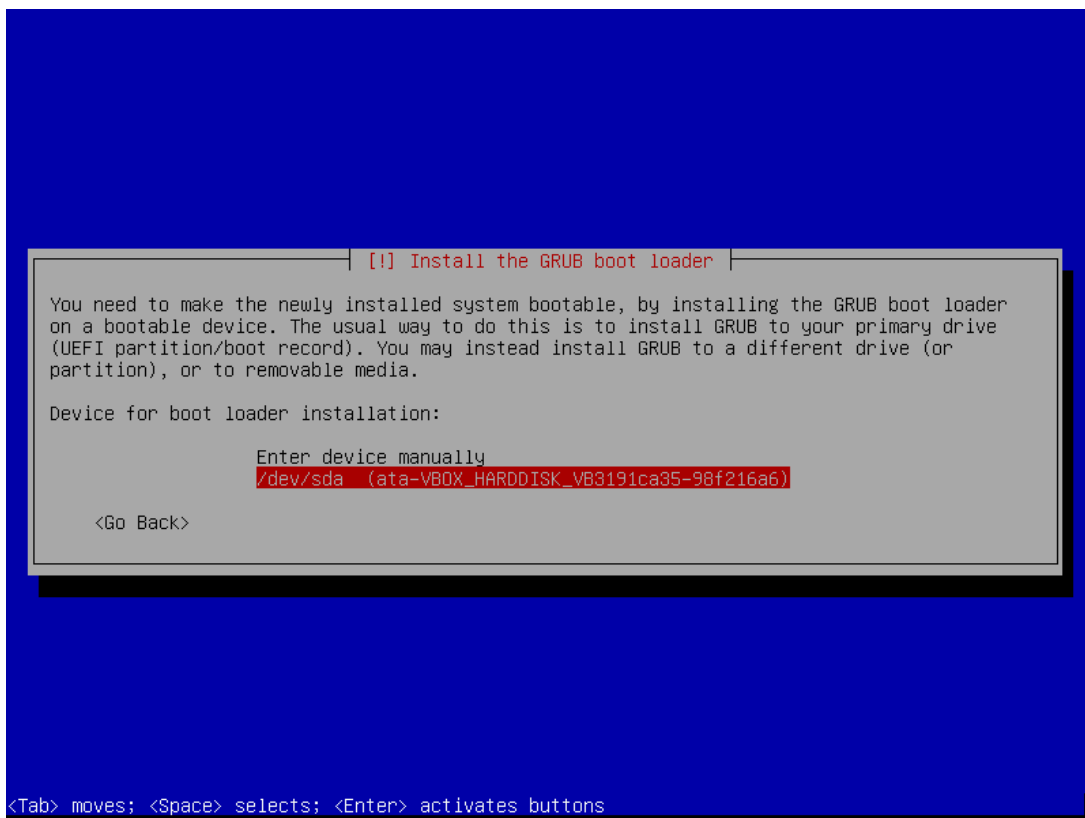 [!] Install the GRUB boot loader
You need to make the newly installed system bootable, by installing the GRUB boot loader
on a bootable device. The usual way to do this is to install GRUB to your primary drive
(UEFI partition/boot record). You may instead install GRUB to a different drive (or
partition), or to removable media.
Device for boot loader installation:
Enter device manually
/dev/sda  (ata-VBOX_HARDDISK_VB3191ca35-98f216a6)
<Go Back>
<Tab> moves; <Space> selects; <Enter> activates buttons